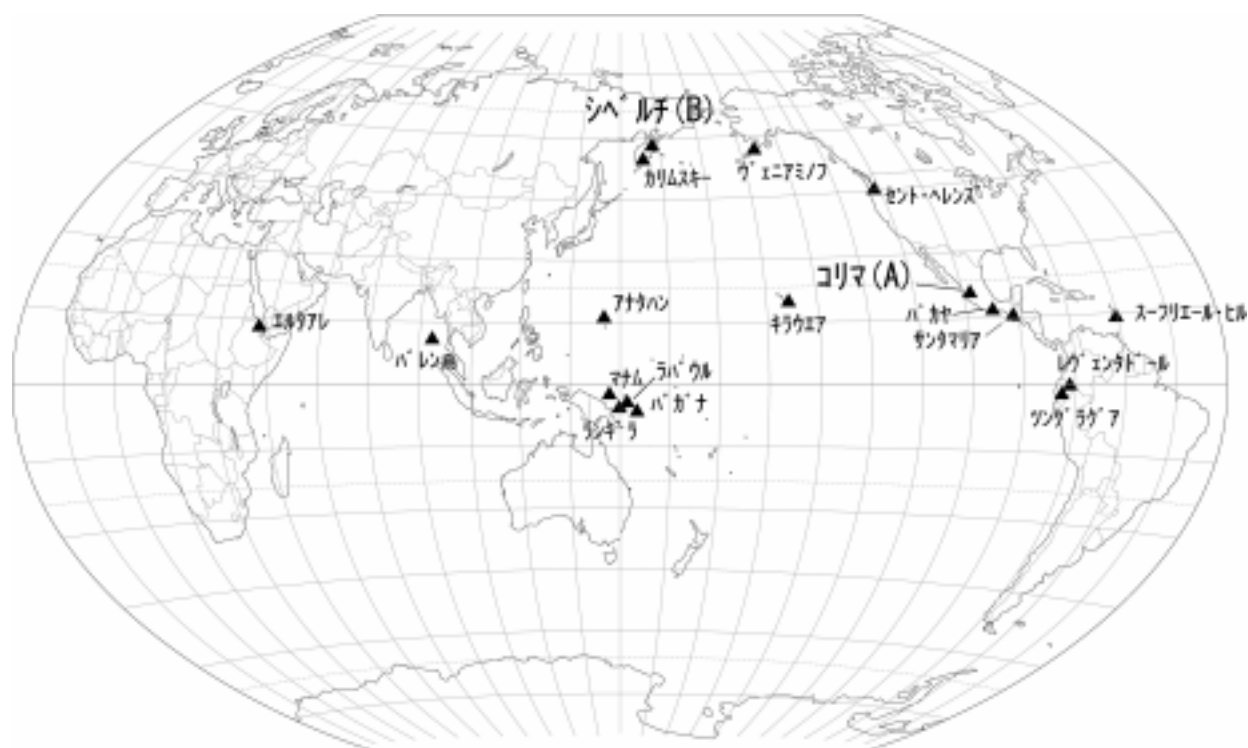 シベルチ(B)
カリムスキー
ヴェニアミノフ
セント・ヘレンズ
コリマ(A)
エルタアレ
バレン島
アナタハン
キラウエア
パカヤ
サンタマリア
スーフリエール・ヒル
マナム
ラバウル
バガナ
ランギラ
レヴェンタドール
ツングラグア